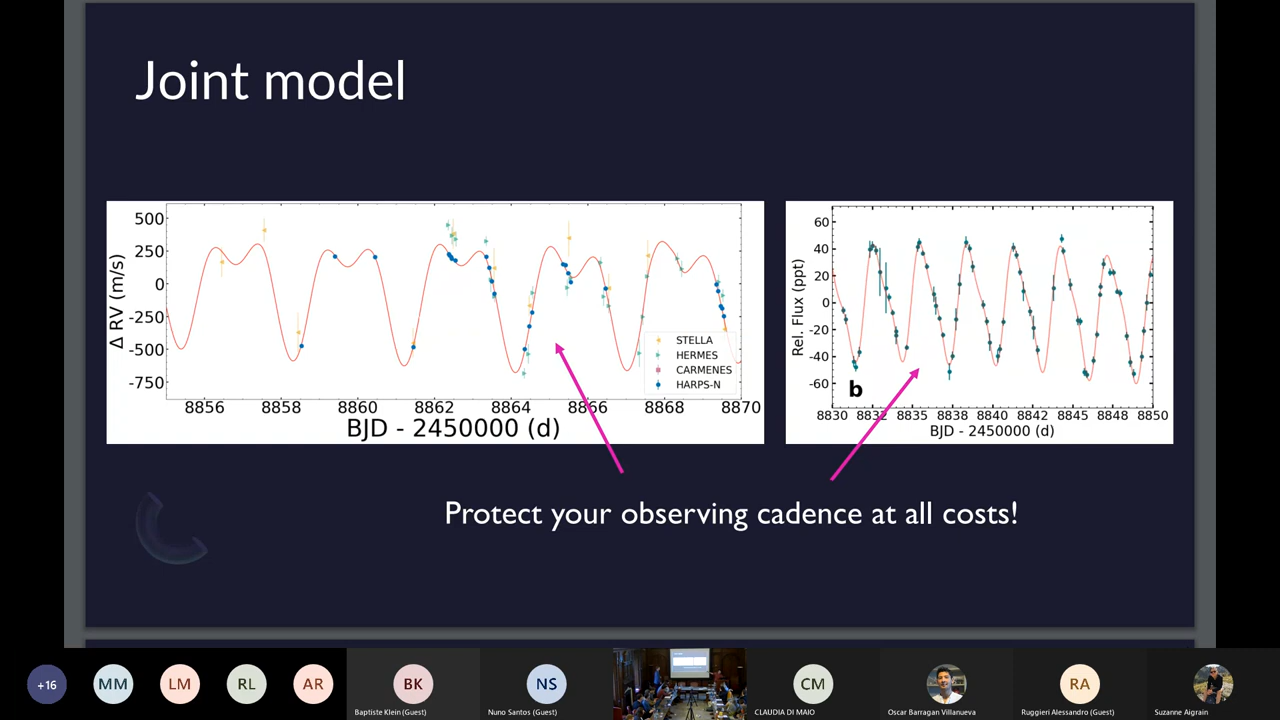 Joint model
500
250
0
-250
-500
-750
Δ RV (m/s)
STELLA
HERMES
CARMENES
HARPS-N
8856 8858 8860 8862 8864 8866 8868 8870
BJD - 2450000 (d)
60
40
20
0
-20
-40
-60
Rel. Flux (ppt)
b
8830 8832 8835 8838 8840 8842 8845 8848 8850
BJD - 2450000 (d)
Protect your observing cadence at all costs!
+16 MM LM RL AR BK NS CM RA
Baptiste Klein (Guest) Nuno Santos (Guest) CLAUDIA DI MAIO Oscar Barragan Villanueva Ruggieri Alessandro (Guest) Suzanne Aigrain